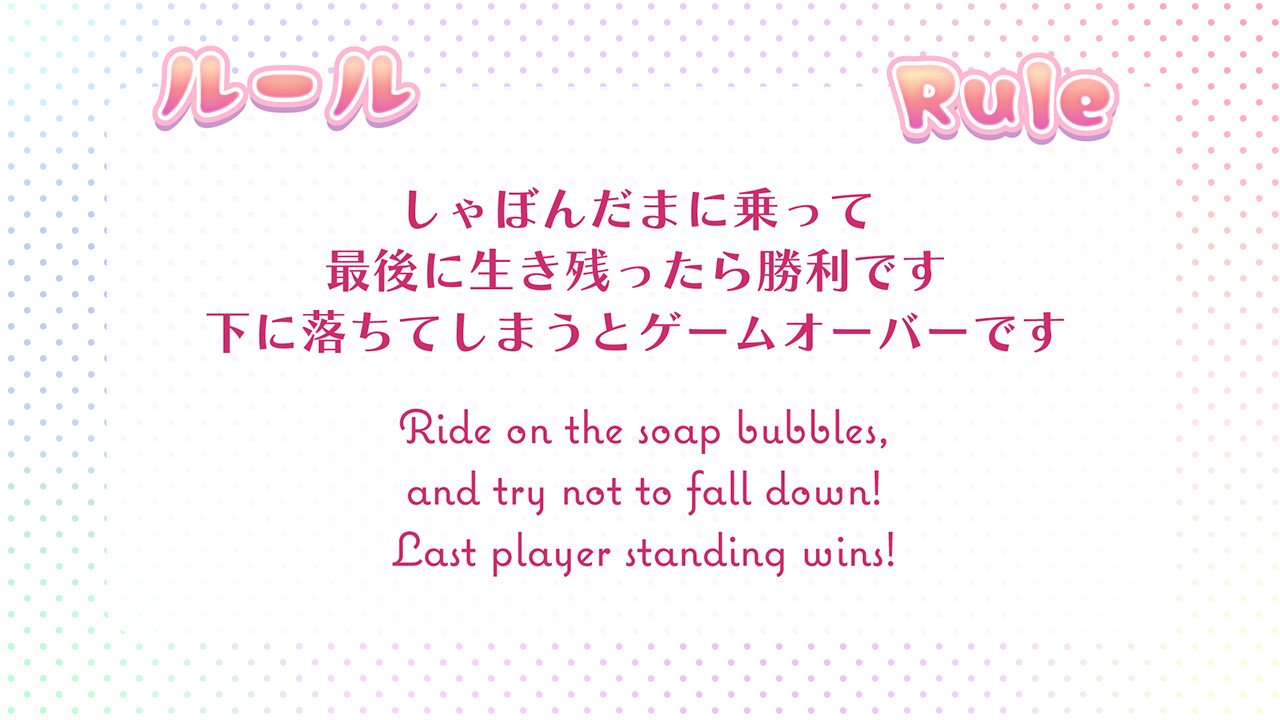 ルール
Rule
しゃぼんだまに乗って
最後に生き残ったら勝利です
下に落ちてしまうとゲームオーバーです
Ride on the soap bubbles,
and try not to fall down!
Last player standing wins!